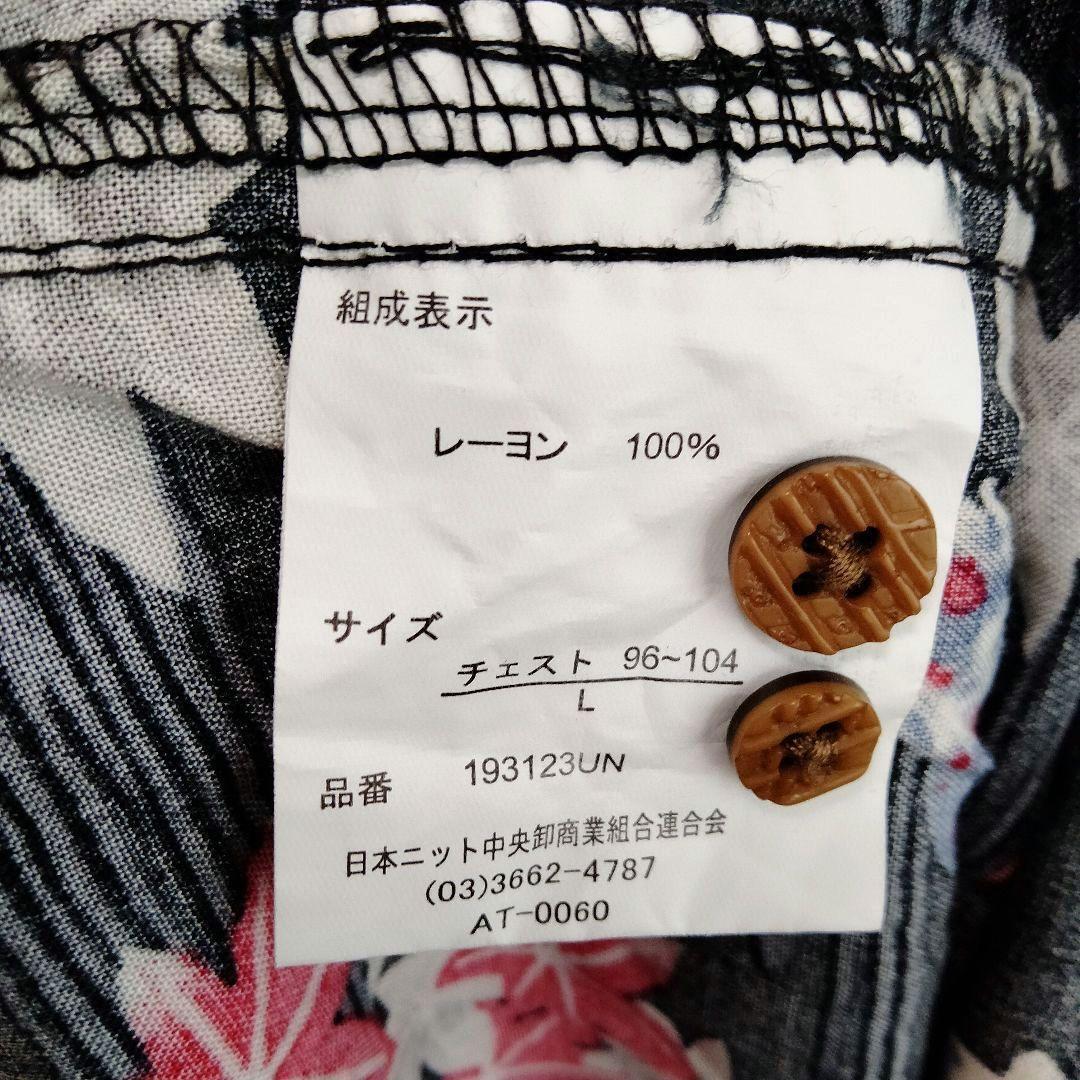 組成表示
レーヨン 100%
サイズ
チェスト 96~104
L
品番 193123UN
日本ニット中央卸商業組合連合会
(03)3662-4787
AT-0060